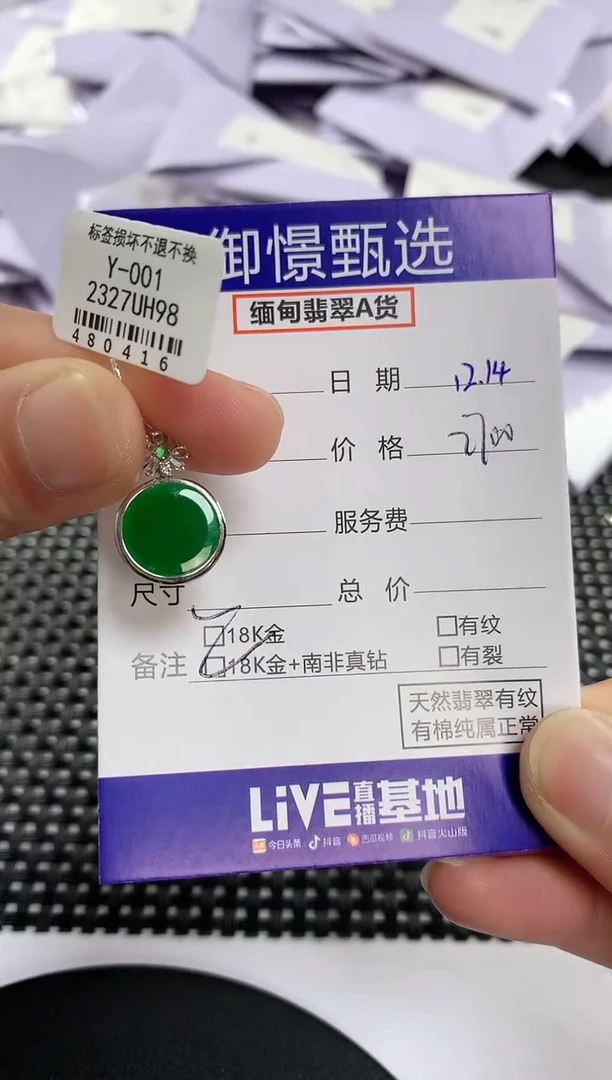 标签损坏不退不换
Y-001
2327UH98
480416
御憬甄选
缅甸翡翠A货
日期 12.14
价格
服务费
尺寸 总价
□18K金 □有纹
备注 □18K金+南非真钻 □有裂
天然翡翠有纹
有棉纯属正常
LiVE直播基地
今日头条 抖音 西瓜视频 抖音火山版